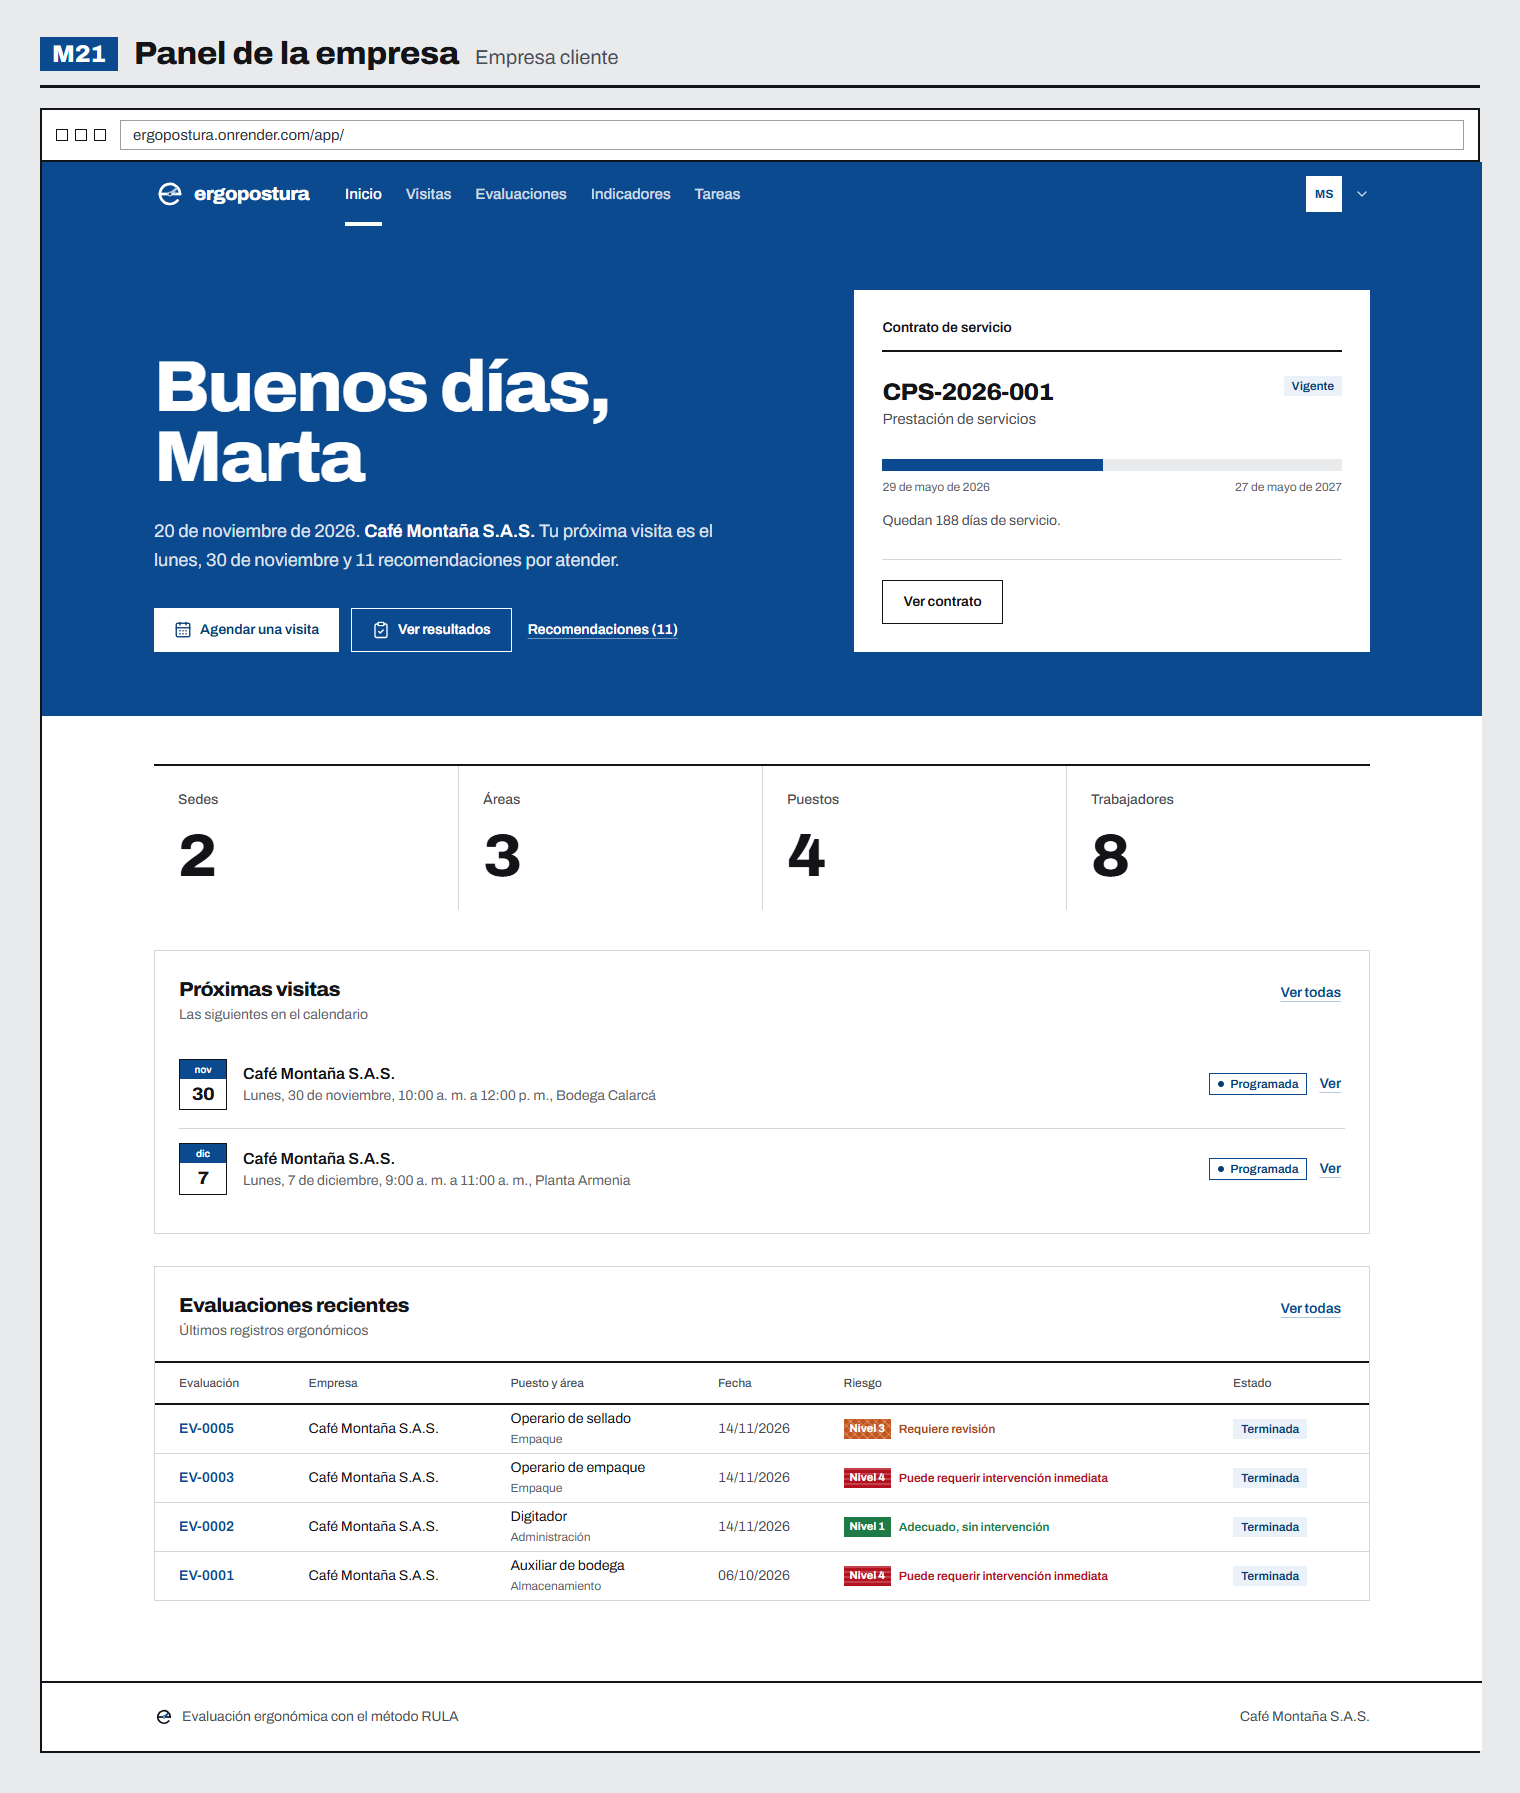 M21 Panel de la empresa Empresa cliente
ergopostura.onrender.com/app/
ergopostura Inicio Visitas Evaluaciones Indicadores Tareas MS
Buenos días,
Marta
20 de noviembre de 2026. Café Montaña S.A.S. Tu próxima visita es el
lunes, 30 de noviembre y 11 recomendaciones por atender.
Agendar una visita Ver resultados Recomendaciones (11)
Contrato de servicio
CPS-2026-001 Vigente
Prestación de servicios
29 de mayo de 2026 27 de mayo de 2027
Quedan 188 días de servicio.
Ver contrato
Sedes Áreas Puestos Trabajadores
2 3 4 8
Próximas visitas Ver todas
Las siguientes en el calendario
nov
30
Café Montaña S.A.S.
Lunes, 30 de noviembre, 10:00 a. m. a 12:00 p. m., Bodega Calarcá
Programada Ver
dic
7
Café Montaña S.A.S.
Lunes, 7 de diciembre, 9:00 a. m. a 11:00 a. m., Planta Armenia
Programada Ver
Evaluaciones recientes Ver todas
Últimos registros ergonómicos
Evaluación Empresa Puesto y área Fecha Riesgo Estado
EV-0005 Café Montaña S.A.S. Operario de sellado 14/11/2026 Nivel 3 Requiere revisión Terminada
Empaque
EV-0003 Café Montaña S.A.S. Operario de empaque 14/11/2026 Nivel 4 Puede requerir intervención inmediata Terminada
Empaque
EV-0002 Café Montaña S.A.S. Digitador 14/11/2026 Nivel 1 Adecuado, sin intervención Terminada
Administración
EV-0001 Café Montaña S.A.S. Auxiliar de bodega 06/10/2026 Nivel 4 Puede requerir intervención inmediata Terminada
Almacenamiento
Evaluación ergonómica con el método RULA Café Montaña S.A.S.